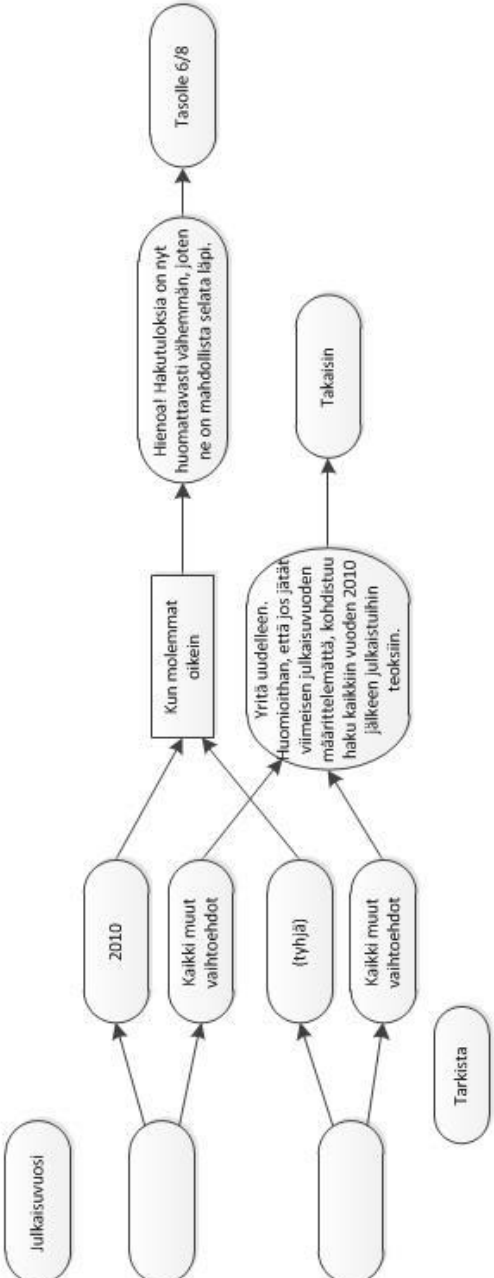 Julkaisuvuosi
2010
Kaikki muut
vaihtoehdot
(tyhjä)
Kaikki muut
vaihtoehdot
Tarkista
Kun molemmat
oikein
Yritä uudelleen.
Huomioithan, että jos jätät
viimeisen julkaisuvuoden
määrittelemättä, kohdistuu
haku kaikkiin vuoden 2010
jälkeen julkaistuihin
teoksiin.
Hienoa! Hakutuloksia on nyt
huomattavasti vähemmän, joten
ne on mahdollista selata läpi.
Takaisin
Tasolle 6/8